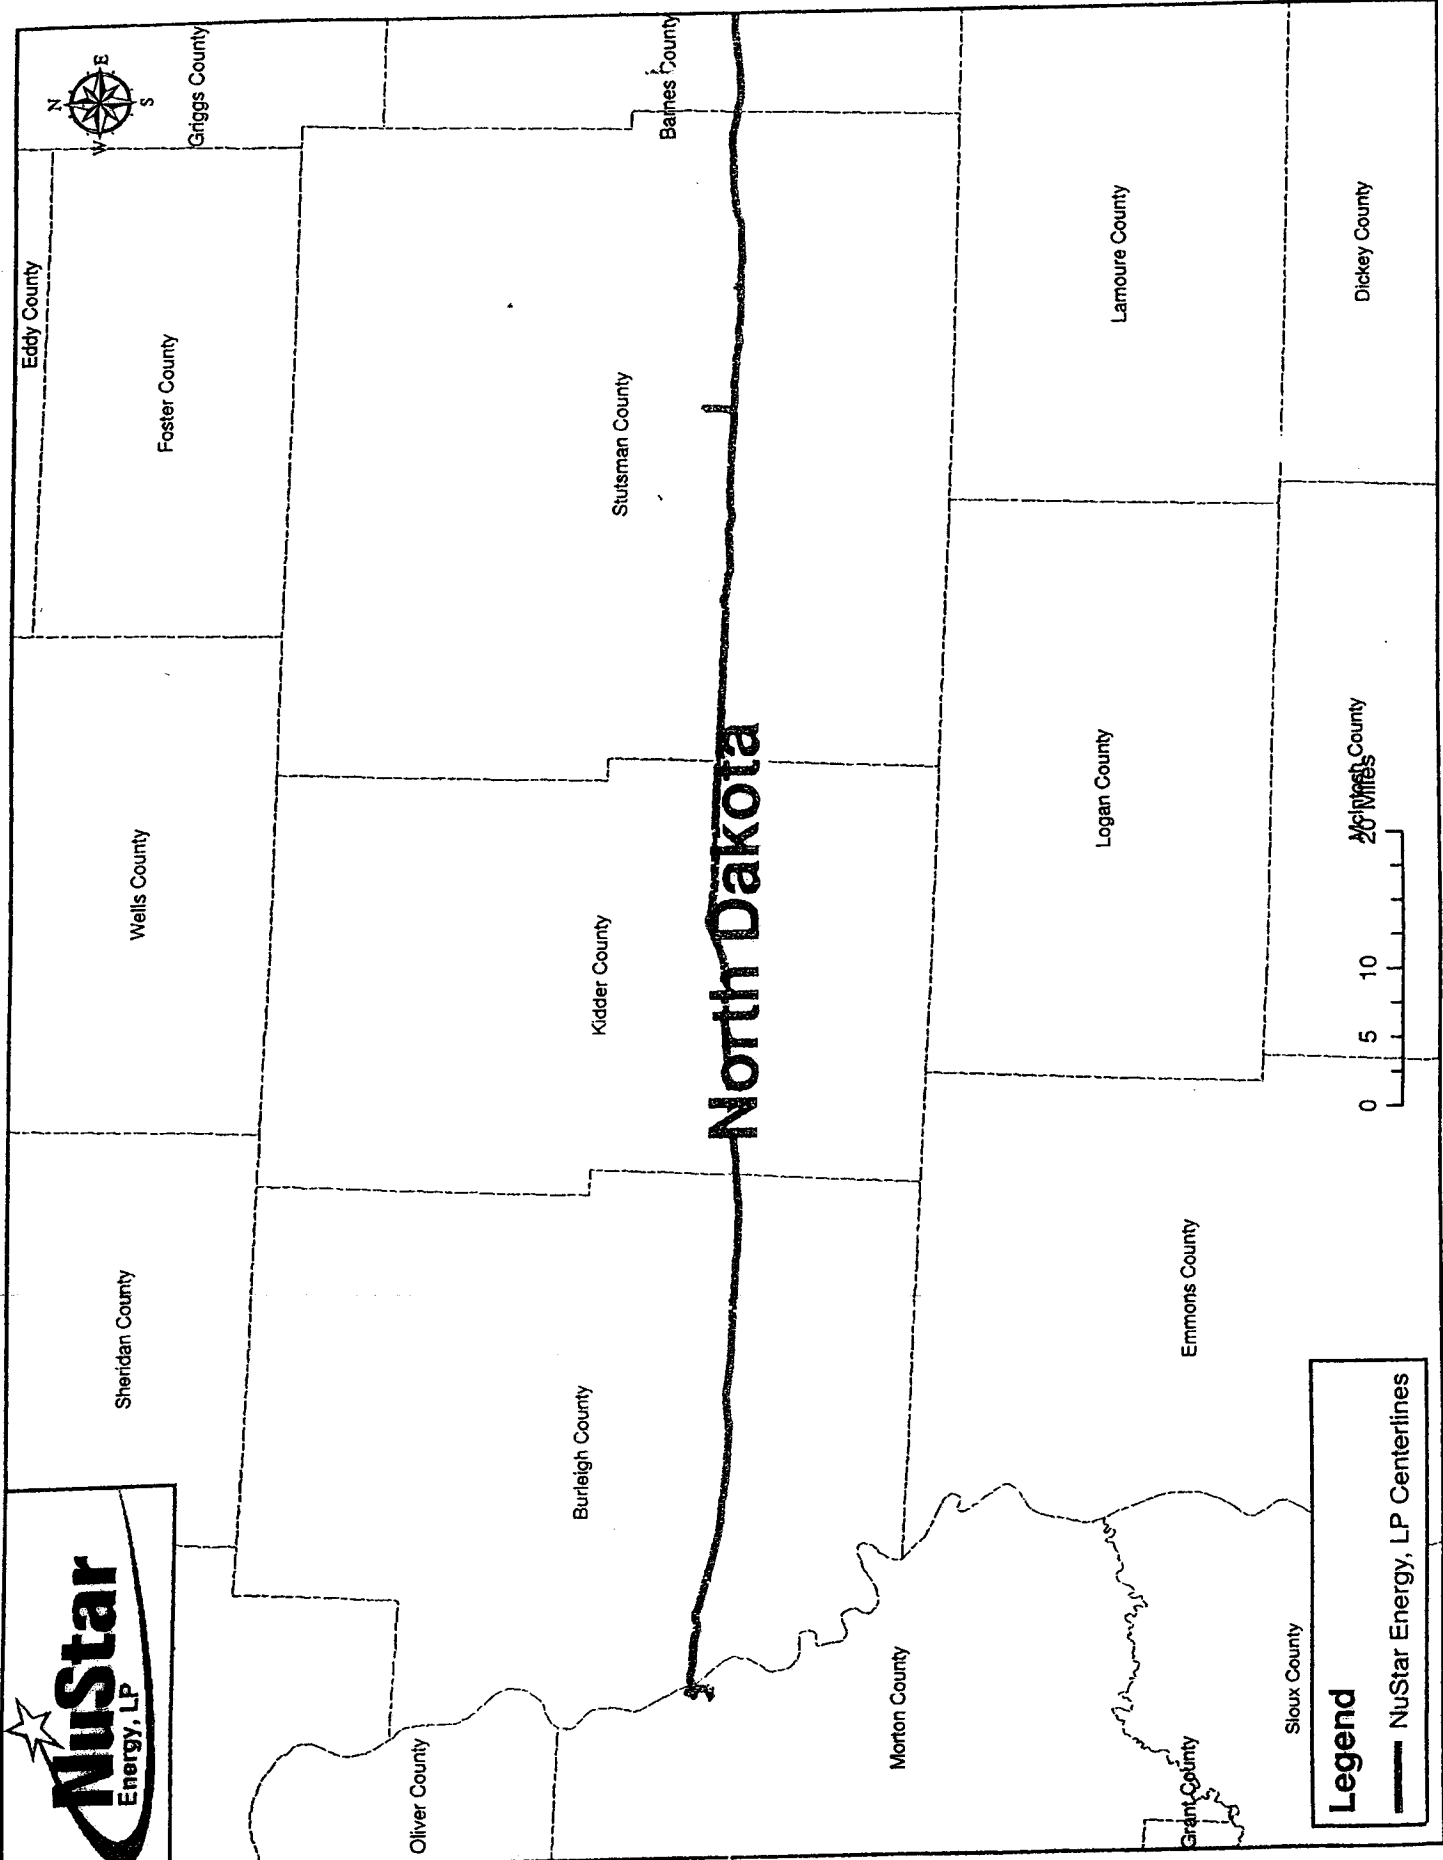 NuStar
Energy, LP
Sheridan County
Wells County
Eddy County
Foster County
Griggs County
N
W
E
S
Oliver County
Burleigh County
Kidder County
Stutsman County
Barnes County
North Dakota
Morton County
Emmons County
Logan County
Lamoure County
Grant County
Sioux County
McIntosh County
Dickey County
0
5
10
20 Miles
Legend
NuStar Energy, LP Centerlines